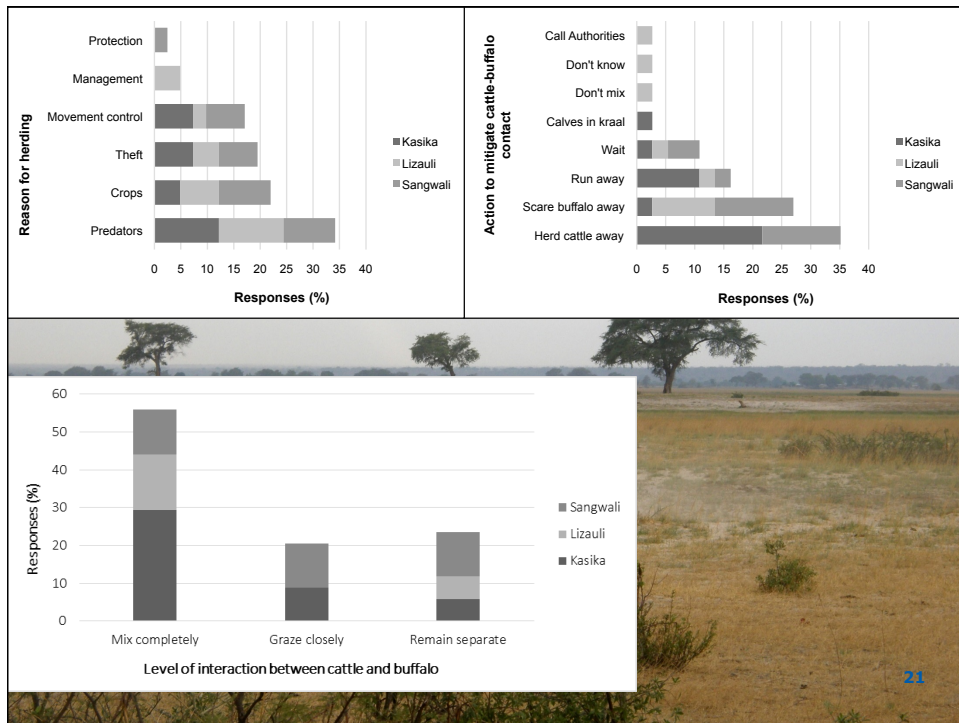 Reason for herding
Protection
Management
Movement control
Theft
Crops
Predators
0 5 10 15 20 25 30 35 40
Responses (%)
Kasika
Lizauli
Sangwali
Action to mitigate cattle-buffalo
contact
Call Authorities
Don't know
Don't mix
Calves in kraal
Wait
Run away
Scare buffalo away
Herd cattle away
0 5 10 15 20 25 30 35 40
Responses (%)
Kasika
Lizauli
Sangwali
Responses (%)
60
50
40
30
20
10
0
Mix completely Graze closely Remain separate
Level of interaction between cattle and buffalo
Sangwali
Lizauli
Kasika
21